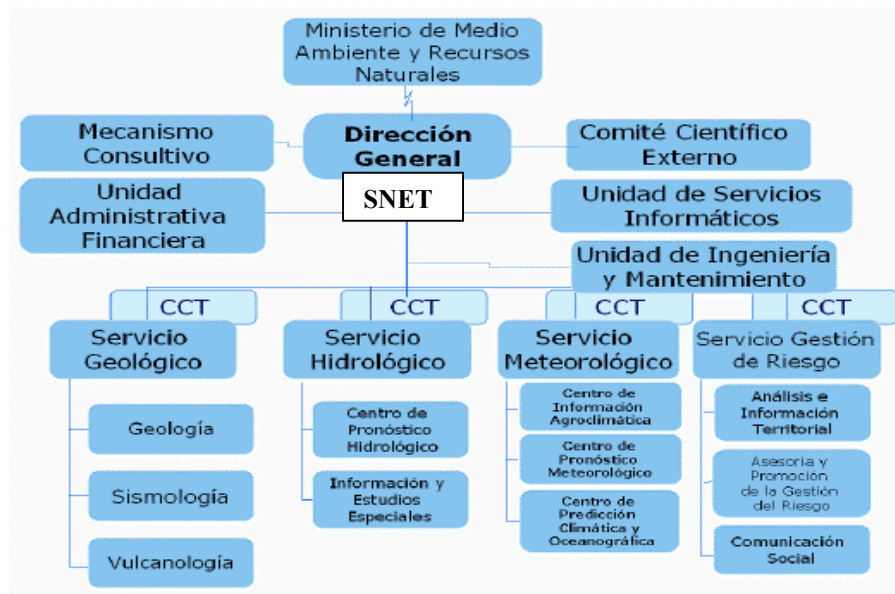 Ministerio de Medio
Ambiente y Recursos
Naturales
Mecanismo
Consultivo
Dirección
General
Comité Científico
Externo
Unidad
Administrativa
Financiera
SNET
Unidad de Servicios
Informáticos
Unidad de Ingeniería
y Mantenimiento
CCT
CCT
CCT
CCT
Servicio
Geológico
Servicio
Hidrológico
Servicio
Meteorológico
Servicio Gestión
de Riesgo
Geología
Sismología
Vulcanología
Centro de
Pronóstico
Hidrológico
Información y
Estudios
Especiales
Centro de
Información
Agroclimática
Centro de
Pronóstico
Meteorológico
Centro de
Predicción
Climática y
Oceanográfica
Análisis e
Información
Territorial
Asesoria y
Promoción
de la Gestión
del Riesgo
Comunicación
Social